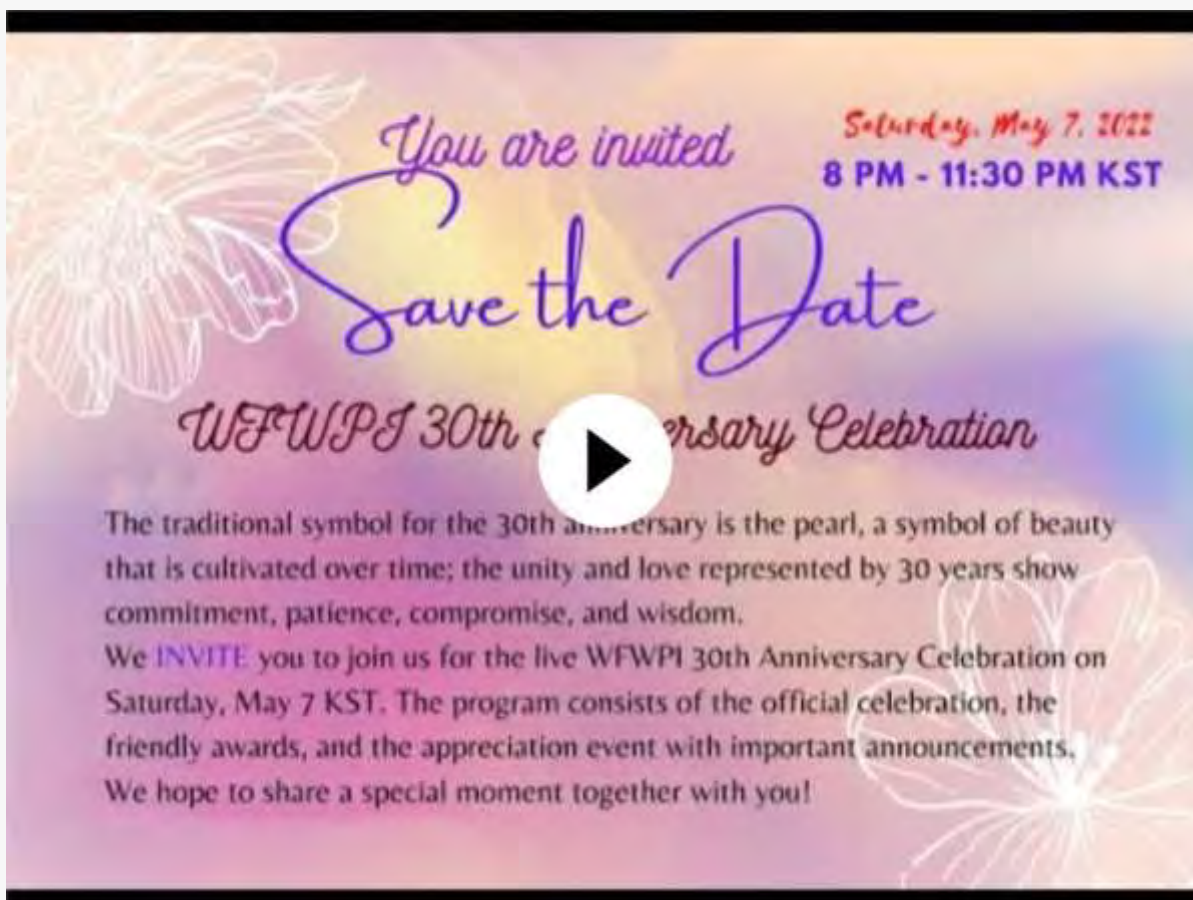 You are invited
Saturday, May 7, 2022
8 PM - 11:30 PM KST
Save the Date
WFWPI 30th Celebration
The traditional symbol for the 30th anniversary is the pearl, a symbol of beauty
that is cultivated over time; the unity and love represented by 30 years show
commitment, patience, compromise, and wisdom.
We INVITE you to join us for the live WFWPI 30th Anniversary Celebration on
Saturday, May 7 KST. The program consists of the official celebration, the
friendly awards, and the appreciation event with important announcements.
We hope to share a special moment together with you!